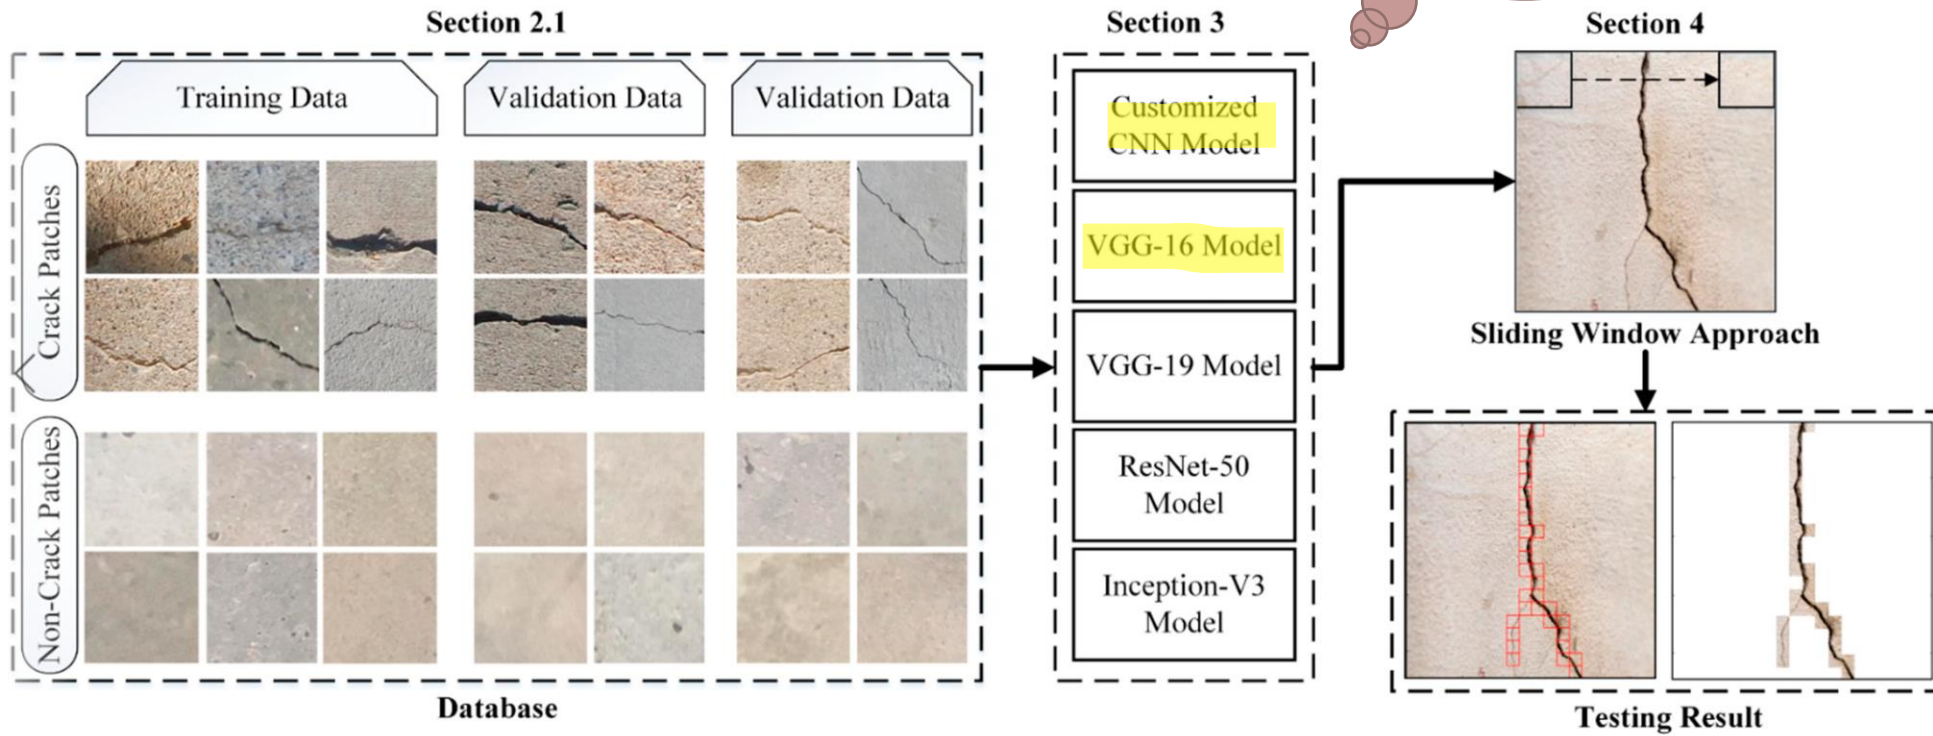 Section 2.1
Section 3
Section 4
Training Data
Validation Data
Validation Data
Crack Patches
Non-Crack Patches
Database
Customized
CNN Model
VGG-16 Model
VGG-19 Model
ResNet-50
Model
Inception-V3
Model
Sliding Window Approach
Testing Result